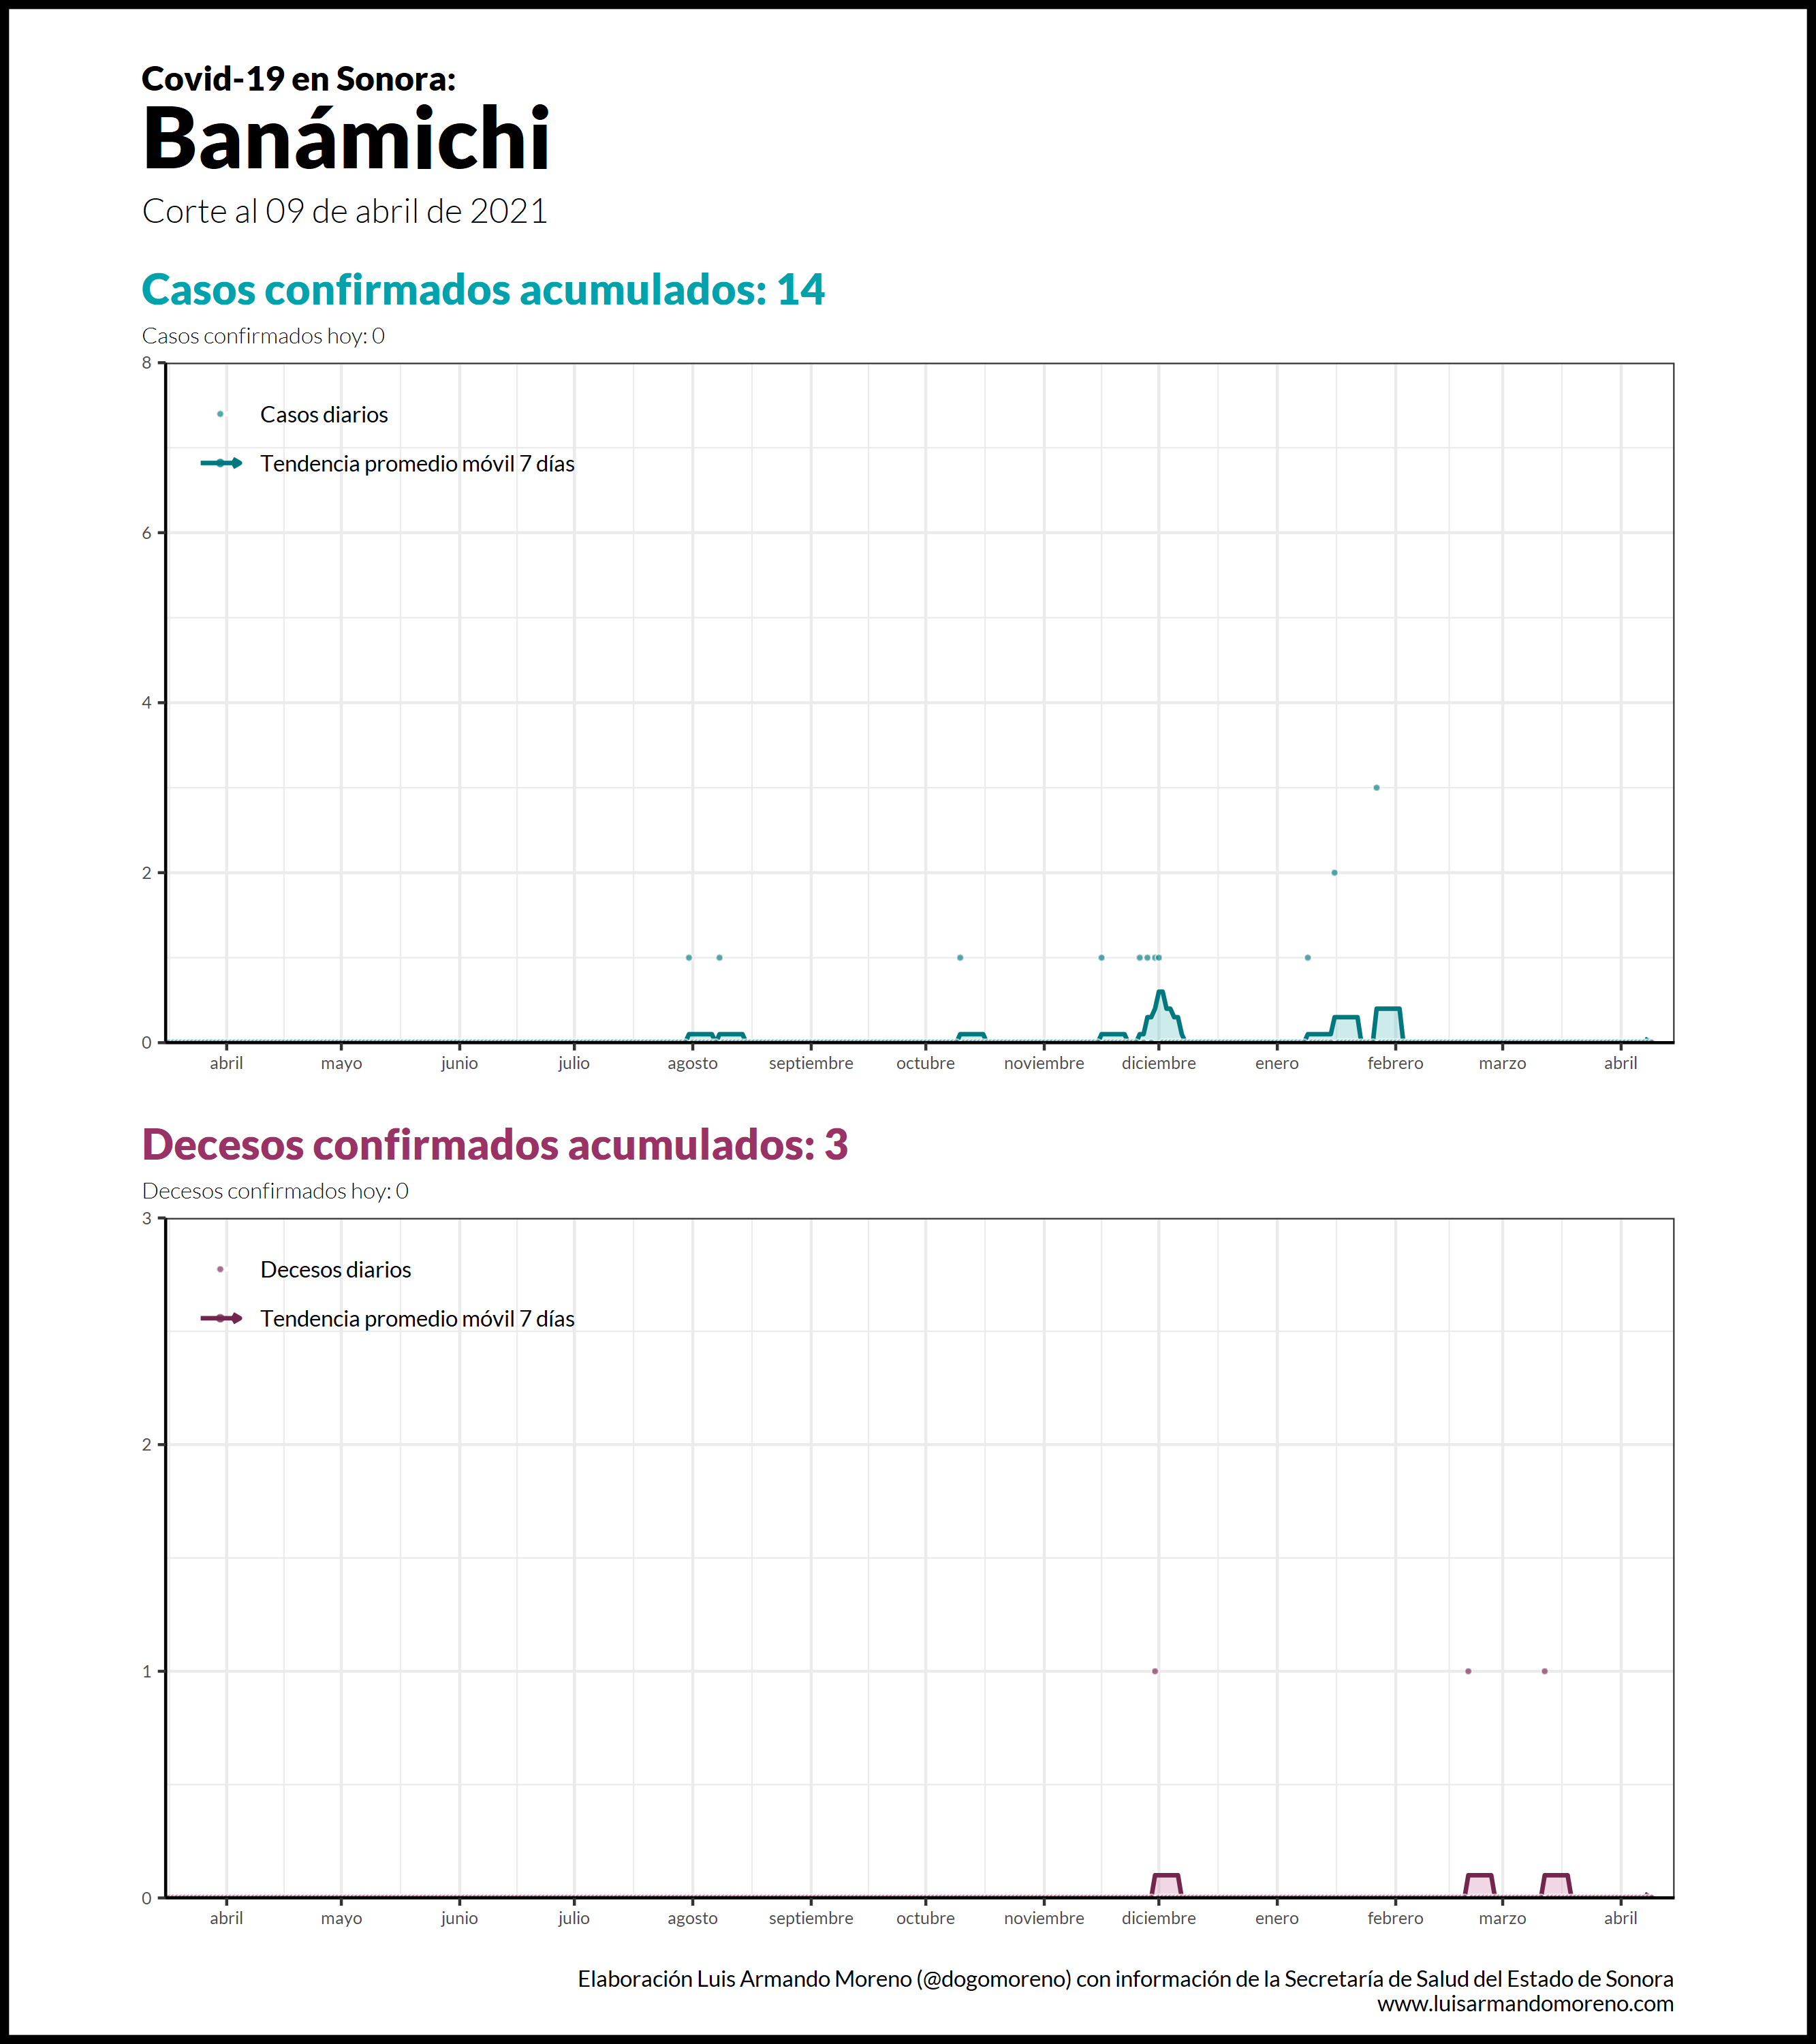 Covid-19 en Sonora:
Banámichi
Corte al 09 de abril de 2021
Casos confirmados acumulados: 14
Casos confirmados hoy: 0
8
Casos diarios
Tendencia promedio móvil 7 días
6
4
2
0
abril mayo junio julio agosto septiembre octubre noviembre diciembre enero febrero marzo abril
Decesos confirmados acumulados: 3
Decesos confirmados hoy: 0
3
Decesos diarios
Tendencia promedio móvil 7 días
2
1
0
abril mayo junio julio agosto septiembre octubre noviembre diciembre enero febrero marzo abril
Elaboración Luis Armando Moreno (@dogomoreno) con información de la Secretaría de Salud del Estado de Sonora
www.luisarmandomoreno.com